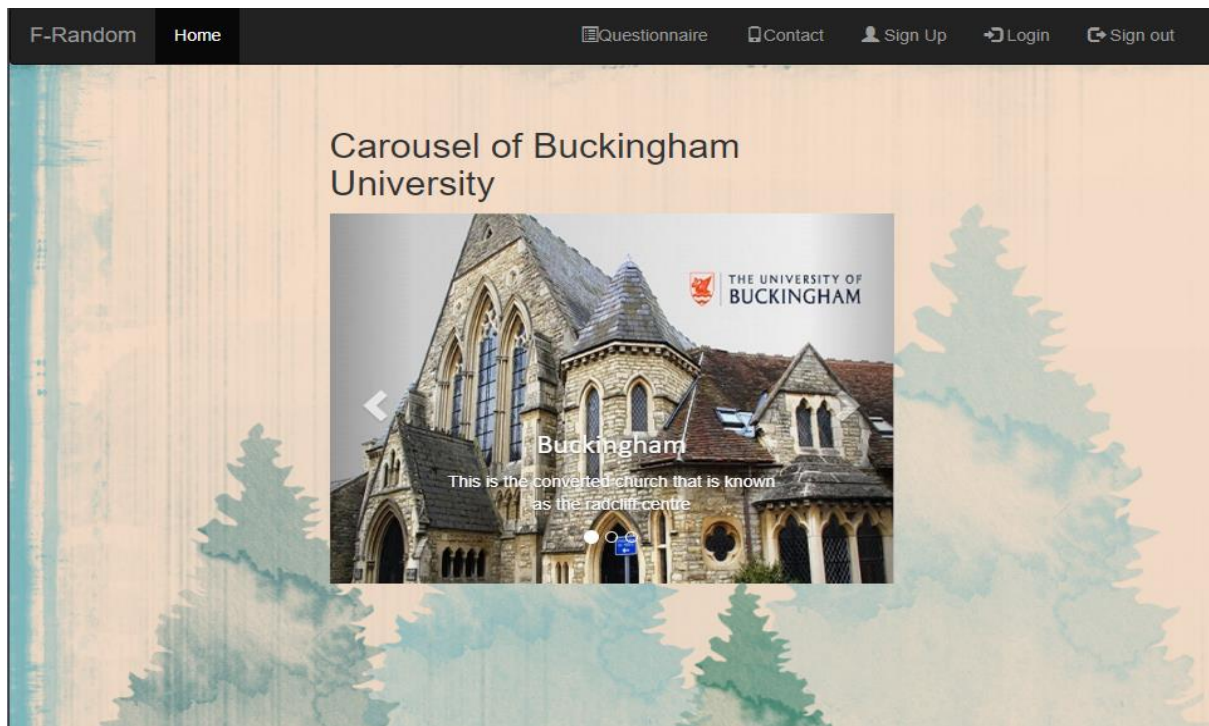 F-Random Home Questionnaire Contact Sign Up Login Sign out
Carousel of Buckingham
University
THE UNIVERSITY OF
BUCKINGHAM
Buckingham
This is the converted church that is known
as the radcliff centre